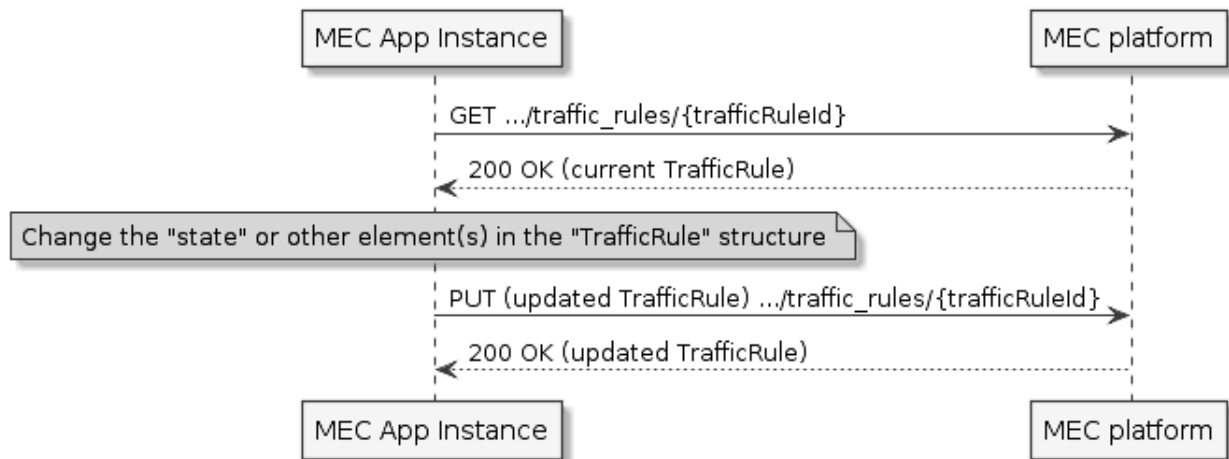 MEC App Instance
MEC platform
GET .../traffic_rules/{trafficRuleId}
200 OK (current TrafficRule)
Change the "state" or other element(s) in the "TrafficRule" structure
PUT (updated TrafficRule) .../traffic_rules/{trafficRuleId}
200 OK (updated TrafficRule)
MEC App Instance
MEC platform